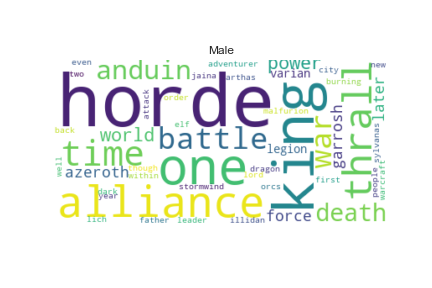 Male
even
adventurer
power
city
new
two
anduin
jaina
arthas
varian
burning
horde
king
thrall
later
attack
order
malfurion
war
garrosh
sylvanas
back
world
elf
battle
time
one
legion
people
warcraft
well
azeroth
though
within
dragon
orcs
first
dark
year
stormwind
lord
alliance
force
death
lich
father
leader
illidan